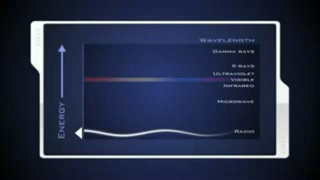 WAVELENGTH
GAMMA RAYS
X-RAYS
ULTRAVIOLET
VISIBLE
INFRARED
MICROWAVE
RADIO
ENERGY